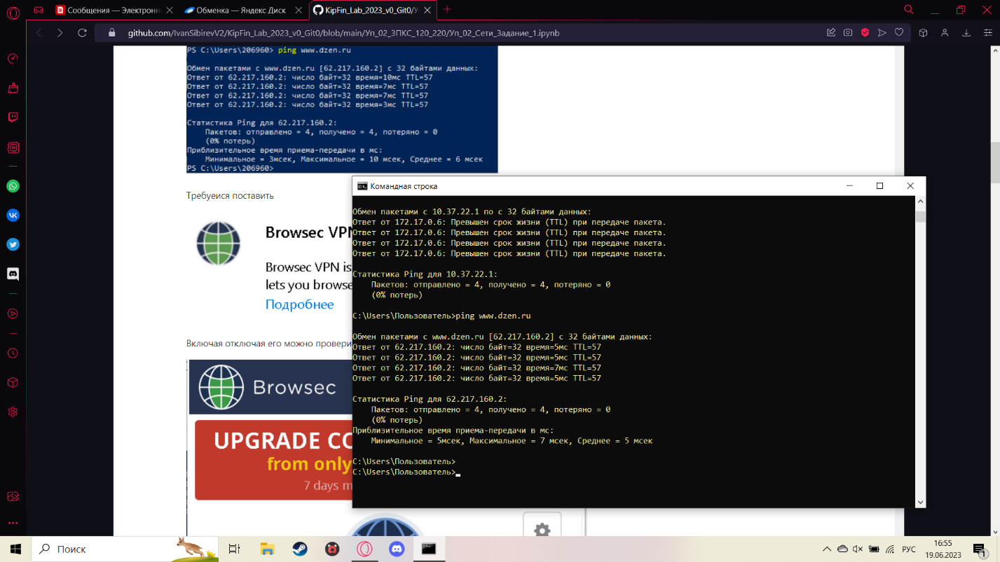 Сообщения — Электронн
Обменка — Яндекс Диск
KipFin_Lab_2023_v0_Git0/У
github.com/IvanSibirevV2/KipFin_Lab_2023_v0_Git0/blob/main/Уп_02_3ПКС_120_220/Уп_02_Сети_Задание_1.ipynb
PS C:\Users\206960> ping www.dzen.ru
Обмен пакетами с www.dzen.ru [62.217.160.2] с 32 байтами данных:
Ответ от 62.217.160.2: число байт=32 время=10мс TTL=57
Ответ от 62.217.160.2: число байт=32 время=7мс TTL=57
Ответ от 62.217.160.2: число байт=32 время=7мс TTL=57
Ответ от 62.217.160.2: число байт=32 время=3мс TTL=57
Статистика Ping для 62.217.160.2:
Пакетов: отправлено = 4, получено = 4, потеряно = 0
(0% потерь)
Приблизительное время приема-передачи в мс:
Минимальное = 3мсек, Максимальное = 10 мсек, Среднее = 6 мсек
PS C:\Users\206960>
Требуеися поставить
Browsec VPN
Browsec VPN is
lets you browse
Подробнее
Включая отключая его можно провери
Browsec
UPGRADE CO
from only
7 days m
Командная строка
Обмен пакетами с 10.37.22.1 по с 32 байтами данных:
Ответ от 172.17.0.6: Превышен срок жизни (TTL) при передаче пакета.
Ответ от 172.17.0.6: Превышен срок жизни (TTL) при передаче пакета.
Ответ от 172.17.0.6: Превышен срок жизни (TTL) при передаче пакета.
Ответ от 172.17.0.6: Превышен срок жизни (TTL) при передаче пакета.
Статистика Ping для 10.37.22.1:
Пакетов: отправлено = 4, получено = 4, потеряно = 0
(0% потерь)
C:\Users\Пользователь>ping www.dzen.ru
Обмен пакетами с www.dzen.ru [62.217.160.2] с 32 байтами данных:
Ответ от 62.217.160.2: число байт=32 время=5мс TTL=57
Ответ от 62.217.160.2: число байт=32 время=5мс TTL=57
Ответ от 62.217.160.2: число байт=32 время=7мс TTL=57
Ответ от 62.217.160.2: число байт=32 время=5мс TTL=57
Статистика Ping для 62.217.160.2:
Пакетов: отправлено = 4, получено = 4, потеряно = 0
(0% потерь)
Приблизительное время приема-передачи в мс:
Минимальное = 5мсек, Максимальное = 7 мсек, Среднее = 5 мсек
C:\Users\Пользователь>
C:\Users\Пользователь>
Поиск
РУС
16:55
19.06.2023
1